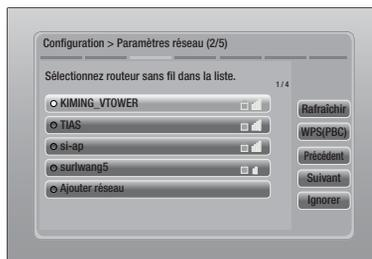 Configuration > Paramètres réseau (2/5)
Sélectionnez routeur sans fil dans la liste.
1/4
KIMING_VTOWER
TIAS
si-ap
surlwang5
Ajouter réseau
Rafraîchir
WPS(PBC)
Précédent
Suivant
Ignorer